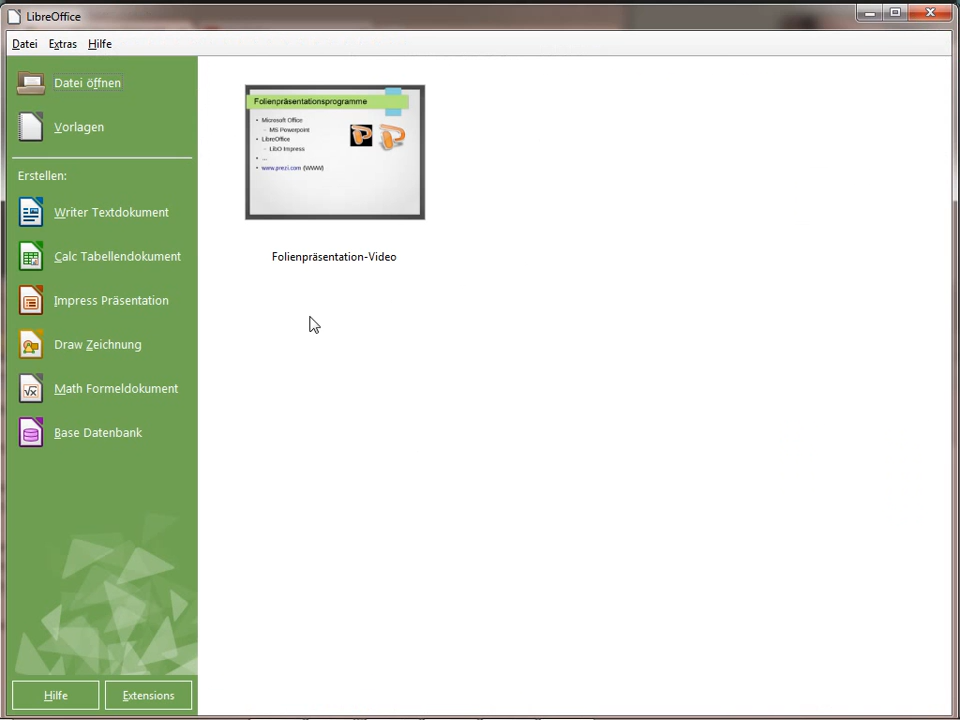 LibreOffice
Datei Extras Hilfe
Datei öffnen
Vorlagen
Erstellen:
Writer Textdokument
Calc Tabellendokument
Impress Präsentation
Draw Zeichnung
Math Formeldokument
Base Datenbank
Hilfe Extensions
Folienpräsentationsprogramme
• Microsoft Office
– MS Powerpoint
• LibreOffice
– LibO Impress
• ...
• www.prezi.com (WWW)
Folienpräsentation-Video